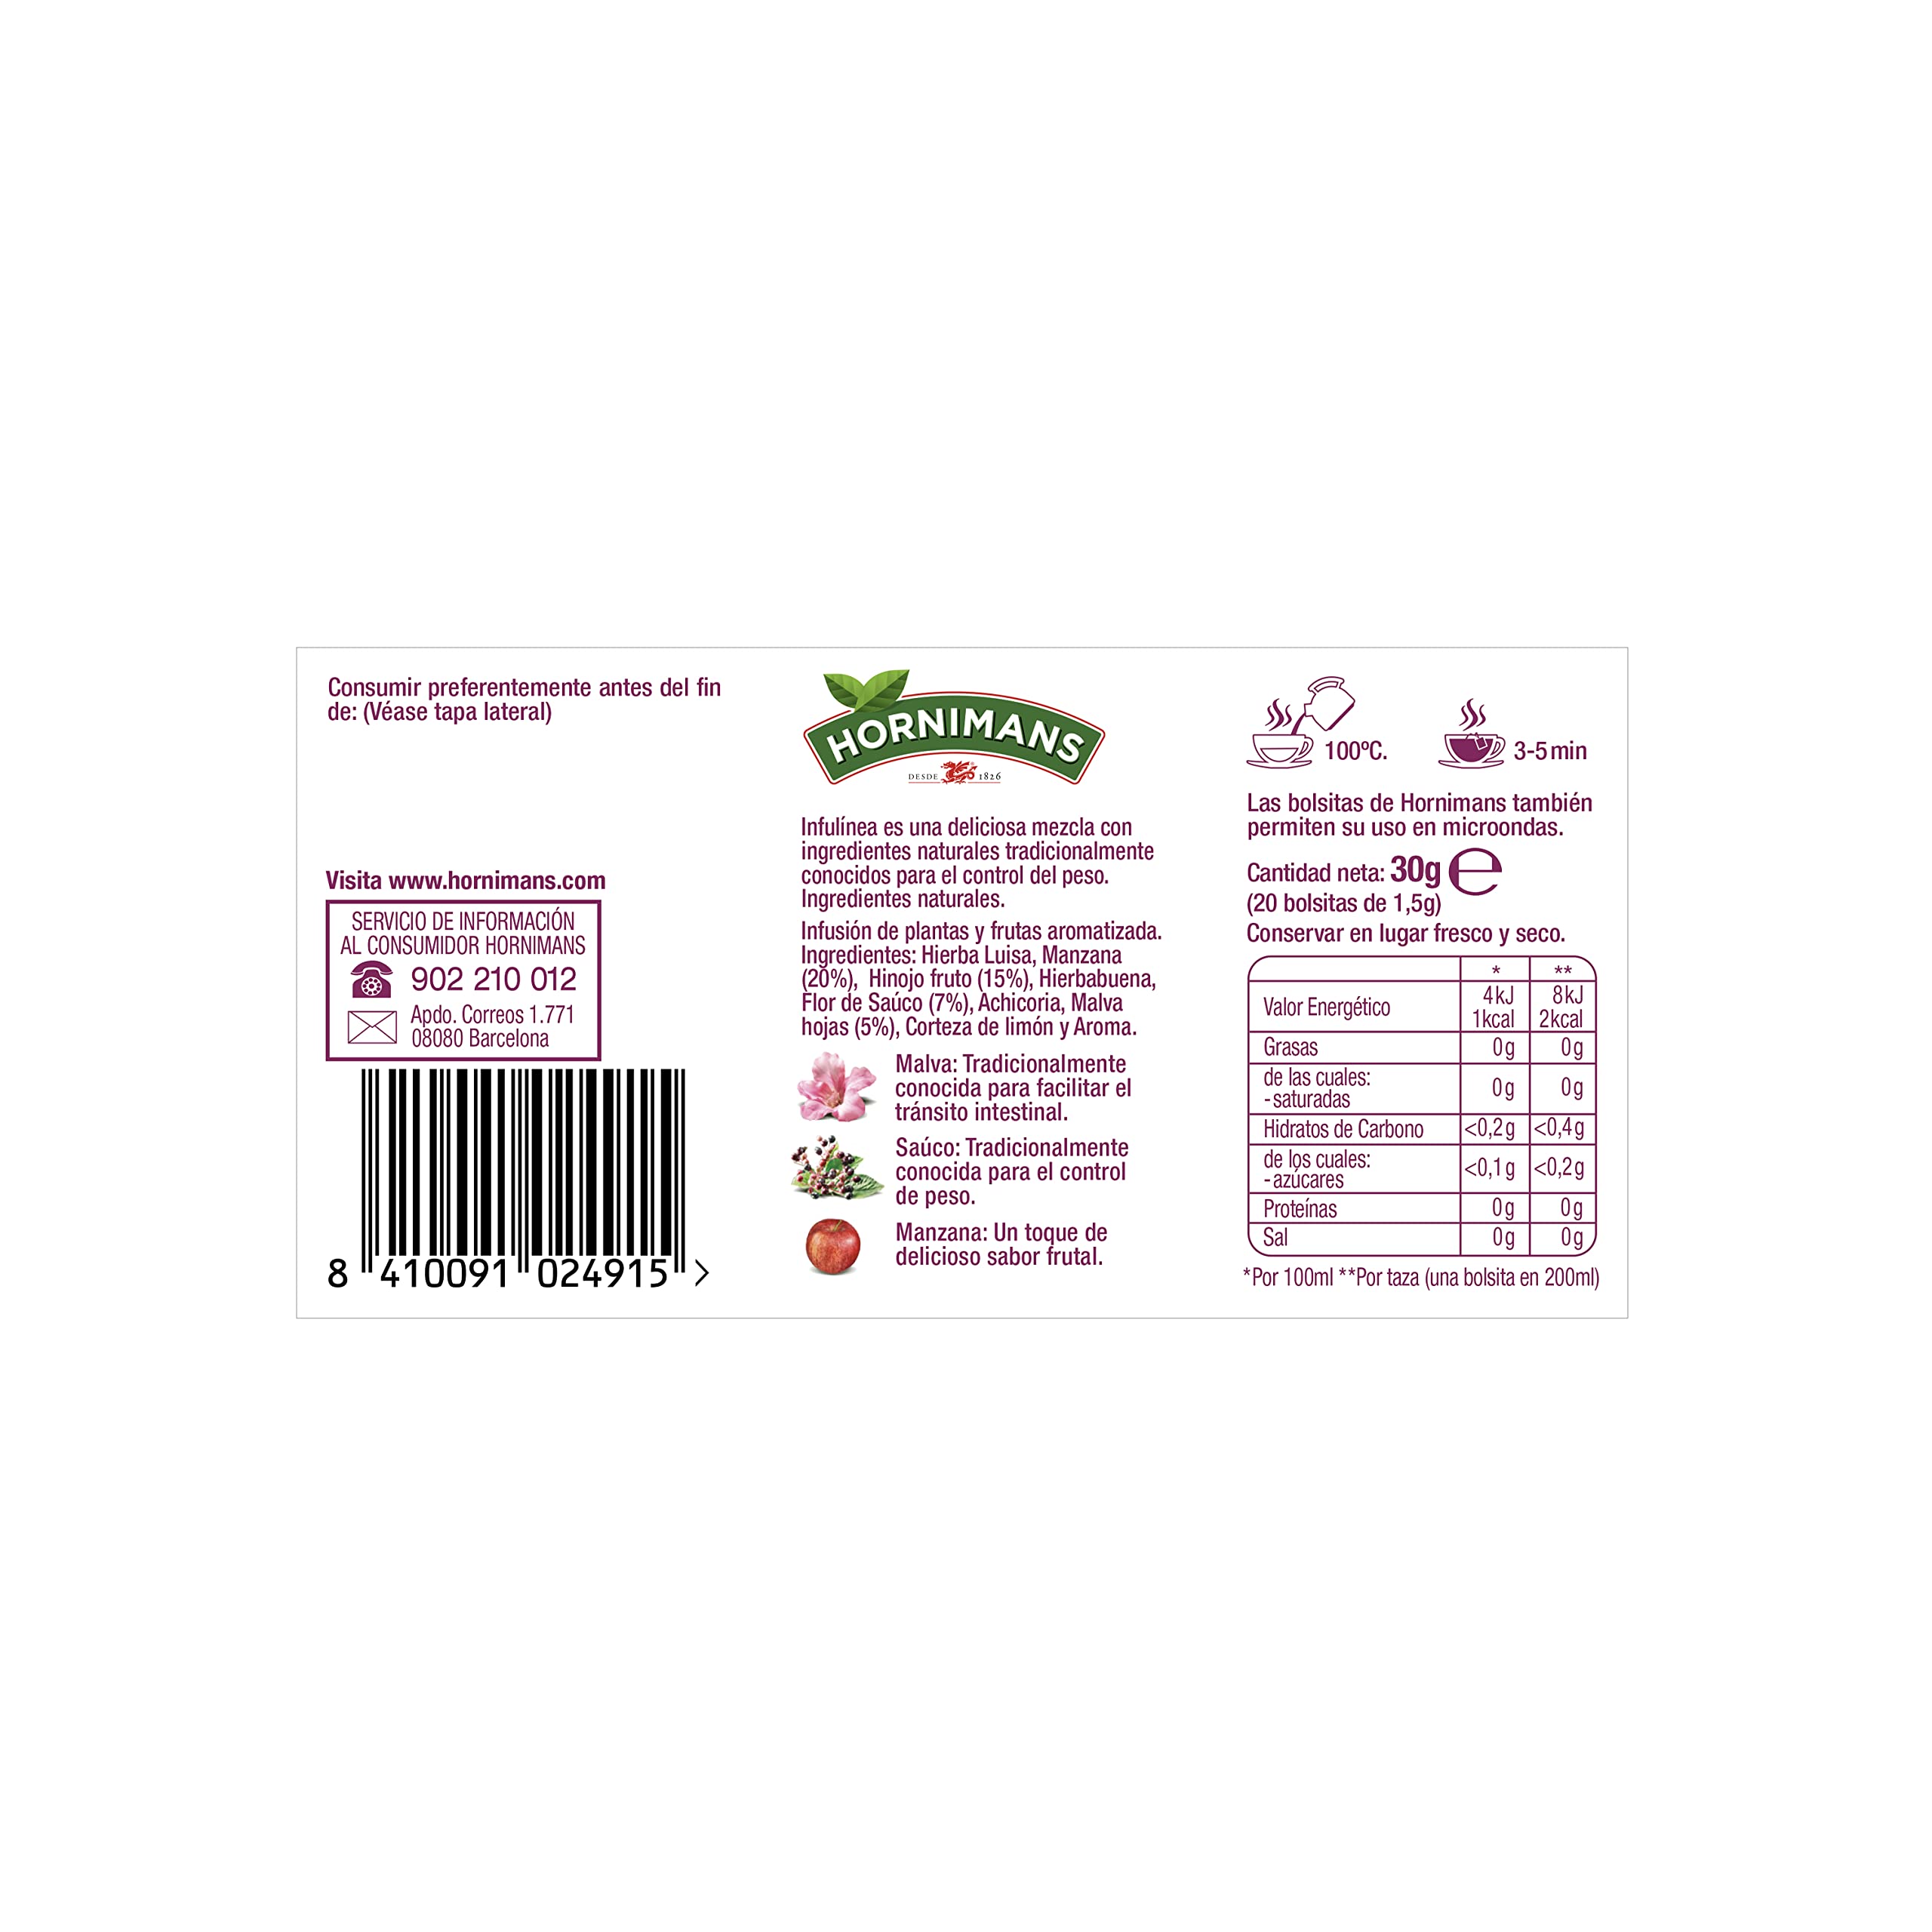 Consumir preferentemente antes del fin
de: (Véase tapa lateral)
Visita www.hornimans.com
SERVICIO DE INFORMACIÓN
AL CONSUMIDOR HORNIMANS
902 210 012
Apdo. Correos 1.771
08080 Barcelona
8 410091 024915 >
HORNIMANS
DESDE 1826
Infulínea es una deliciosa mezcla con
ingredientes naturales tradicionalmente
conocidos para el control del peso.
Ingredientes naturales.
Infusión de plantas y frutas aromatizada.
Ingredientes: Hierba Luisa, Manzana
(20%), Hinojo fruto (15%), Hierbabuena,
Flor de Saúco (7%), Achicoria, Malva
hojas (5%), Corteza de limón y Aroma.
Malva: Tradicionalmente
conocida para facilitar el
tránsito intestinal.
Saúco: Tradicionalmente
conocida para el control
de peso.
Manzana: Un toque de
delicioso sabor frutal.
100ºC. 3-5min
Las bolsitas de Hornimans también
permiten su uso en microondas.
Cantidad neta: 30g e
(20 bolsitas de 1,5g)
Conservar en lugar fresco y seco.
* **
Valor Energético 4kJ 1kcal 8kJ 2kcal
Grasas 0g 0g
de las cuales:
-saturadas 0g 0g
Hidratos de Carbono <0,2g <0,4g
de los cuales:
-azúcares <0,1g <0,2g
Proteínas 0g 0g
Sal 0g 0g
*Por 100ml **Por taza (una bolsita en 200ml)